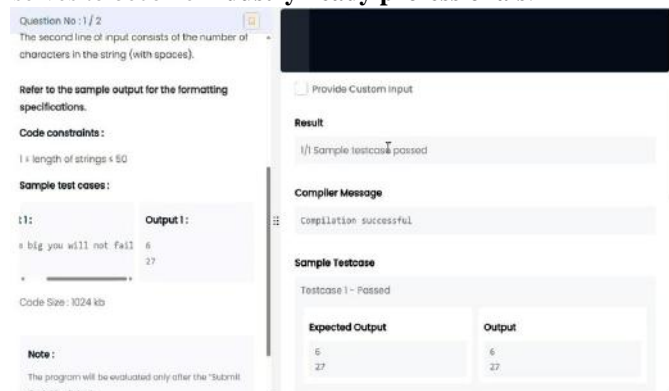 Question No : 1 / 2
The second line of input consists of the number of
characters in the string (with spaces).
Refer to the sample output for the formatting
specifications.
Code constraints :
1 ≤ length of strings ≤ 50
Sample test cases :
t 1 :
Output 1 :
big you will not fail
6
27
Code Size : 1024 kb
Note :
The program will be evaluated only after the "Submit
Provide Custom Input
Result
1/1 Sample testcase passed
Compiler Message
Compilation successful
Sample Testcase
Testcase 1 - Passed
Expected Output
6
27
Output
6
27